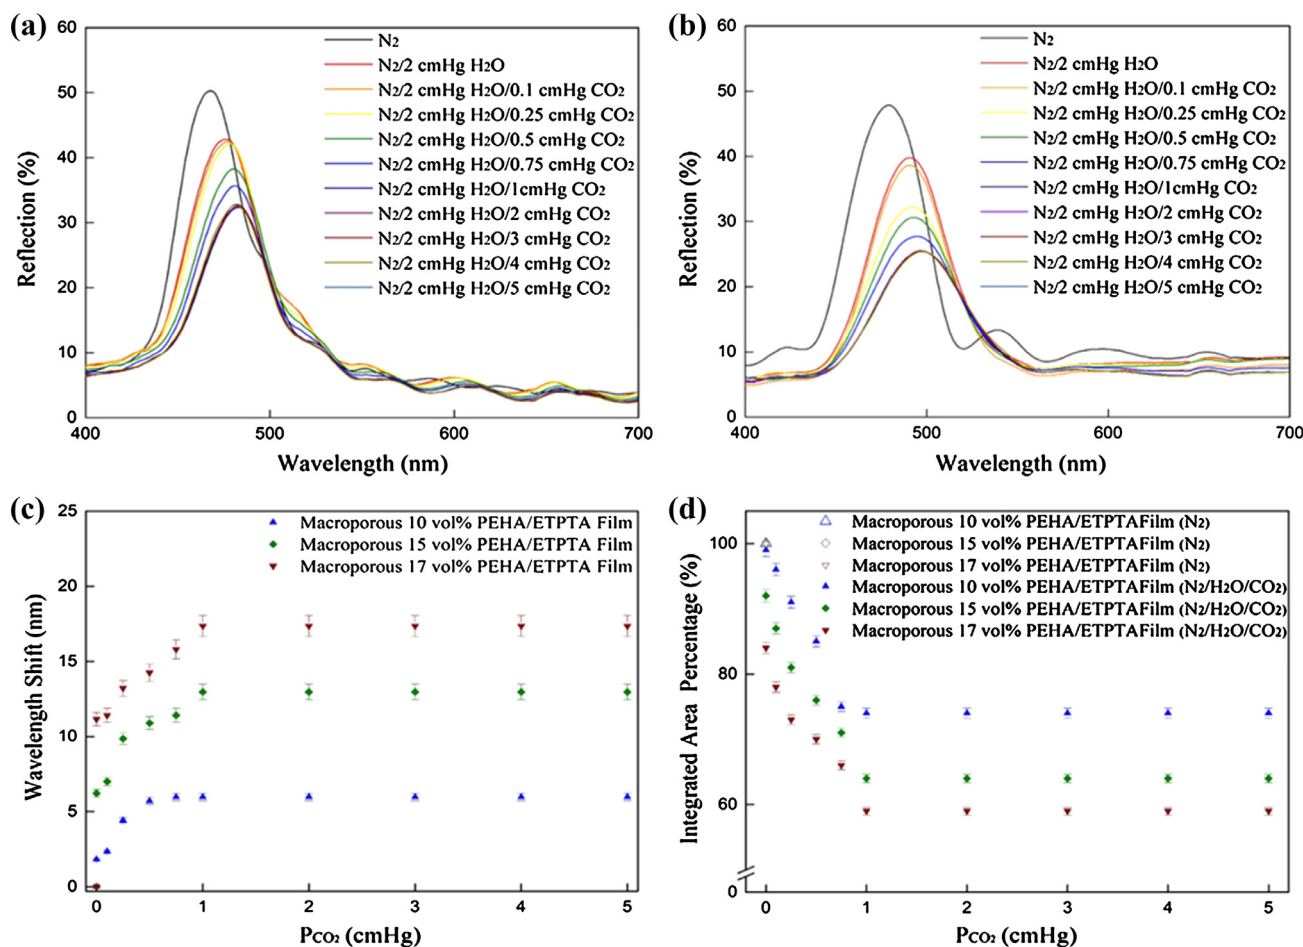 (a)
60
50
40
30
20
10
0
Reflection (%)
N2
N2/2 cmHg H2O
N2/2 cmHg H2O/0.1 cmHg CO2
N2/2 cmHg H2O/0.25 cmHg CO2
N2/2 cmHg H2O/0.5 cmHg CO2
N2/2 cmHg H2O/0.75 cmHg CO2
N2/2 cmHg H2O/1cmHg CO2
N2/2 cmHg H2O/2 cmHg CO2
N2/2 cmHg H2O/3 cmHg CO2
N2/2 cmHg H2O/4 cmHg CO2
N2/2 cmHg H2O/5 cmHg CO2
400 500 600 700
Wavelength (nm)
(b)
60
50
40
30
20
10
0
Reflection (%)
N2
N2/2 cmHg H2O
N2/2 cmHg H2O/0.1 cmHg CO2
N2/2 cmHg H2O/0.25 cmHg CO2
N2/2 cmHg H2O/0.5 cmHg CO2
N2/2 cmHg H2O/0.75 cmHg CO2
N2/2 cmHg H2O/1cmHg CO2
N2/2 cmHg H2O/2 cmHg CO2
N2/2 cmHg H2O/3 cmHg CO2
N2/2 cmHg H2O/4 cmHg CO2
N2/2 cmHg H2O/5 cmHg CO2
400 500 600 700
Wavelength (nm)
(c)
25
20
15
10
5
0
Wavelength Shift (nm)
Macroporous 10 vol% PEHA/ETPTA Film
Macroporous 15 vol% PEHA/ETPTA Film
Macroporous 17 vol% PEHA/ETPTA Film
0 1 2 3 4 5
PCO2 (cmHg)
(d)
100
80
60
0
Integrated Area Percentage (%)
Macroporous 10 vol% PEHA/ETPTAFilm (N2)
Macroporous 15 vol% PEHA/ETPTAFilm (N2)
Macroporous 17 vol% PEHA/ETPTAFilm (N2)
Macroporous 10 vol% PEHA/ETPTAFilm (N2/H2O/CO2)
Macroporous 15 vol% PEHA/ETPTAFilm (N2/H2O/CO2)
Macroporous 17 vol% PEHA/ETPTAFilm (N2/H2O/CO2)
0 1 2 3 4 5
PCO2 (cmHg)